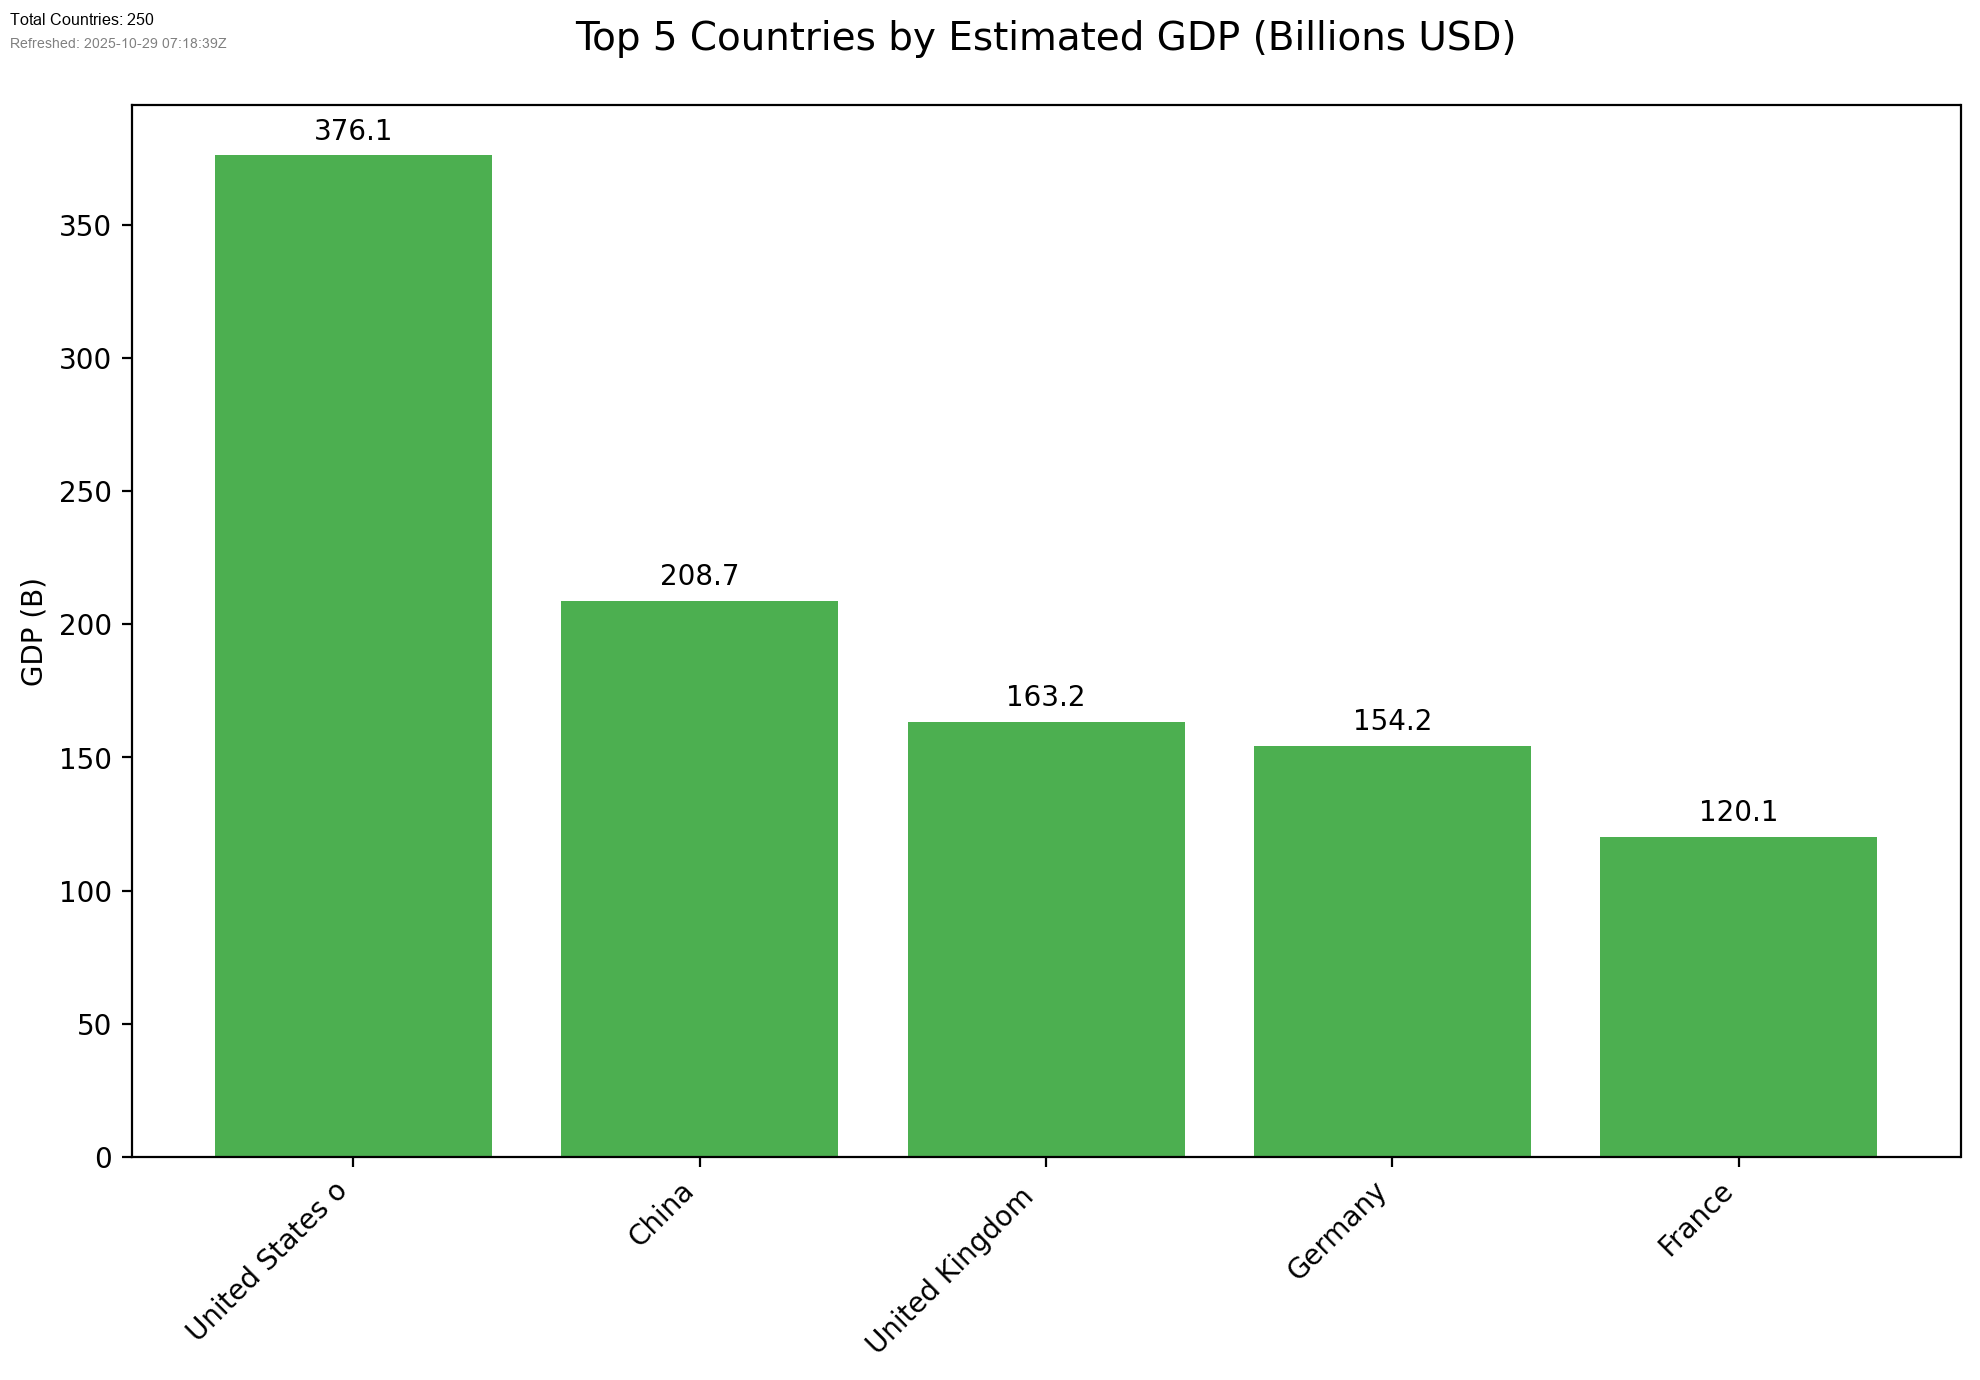 Total Countries: 250
Refreshed: 2025-10-29 07:18:39Z
Top 5 Countries by Estimated GDP (Billions USD)
GDP (B)
350
300
250
200
150
100
50
0
376.1
208.7
163.2
154.2
120.1
United States o
China
United Kingdom
Germany
France